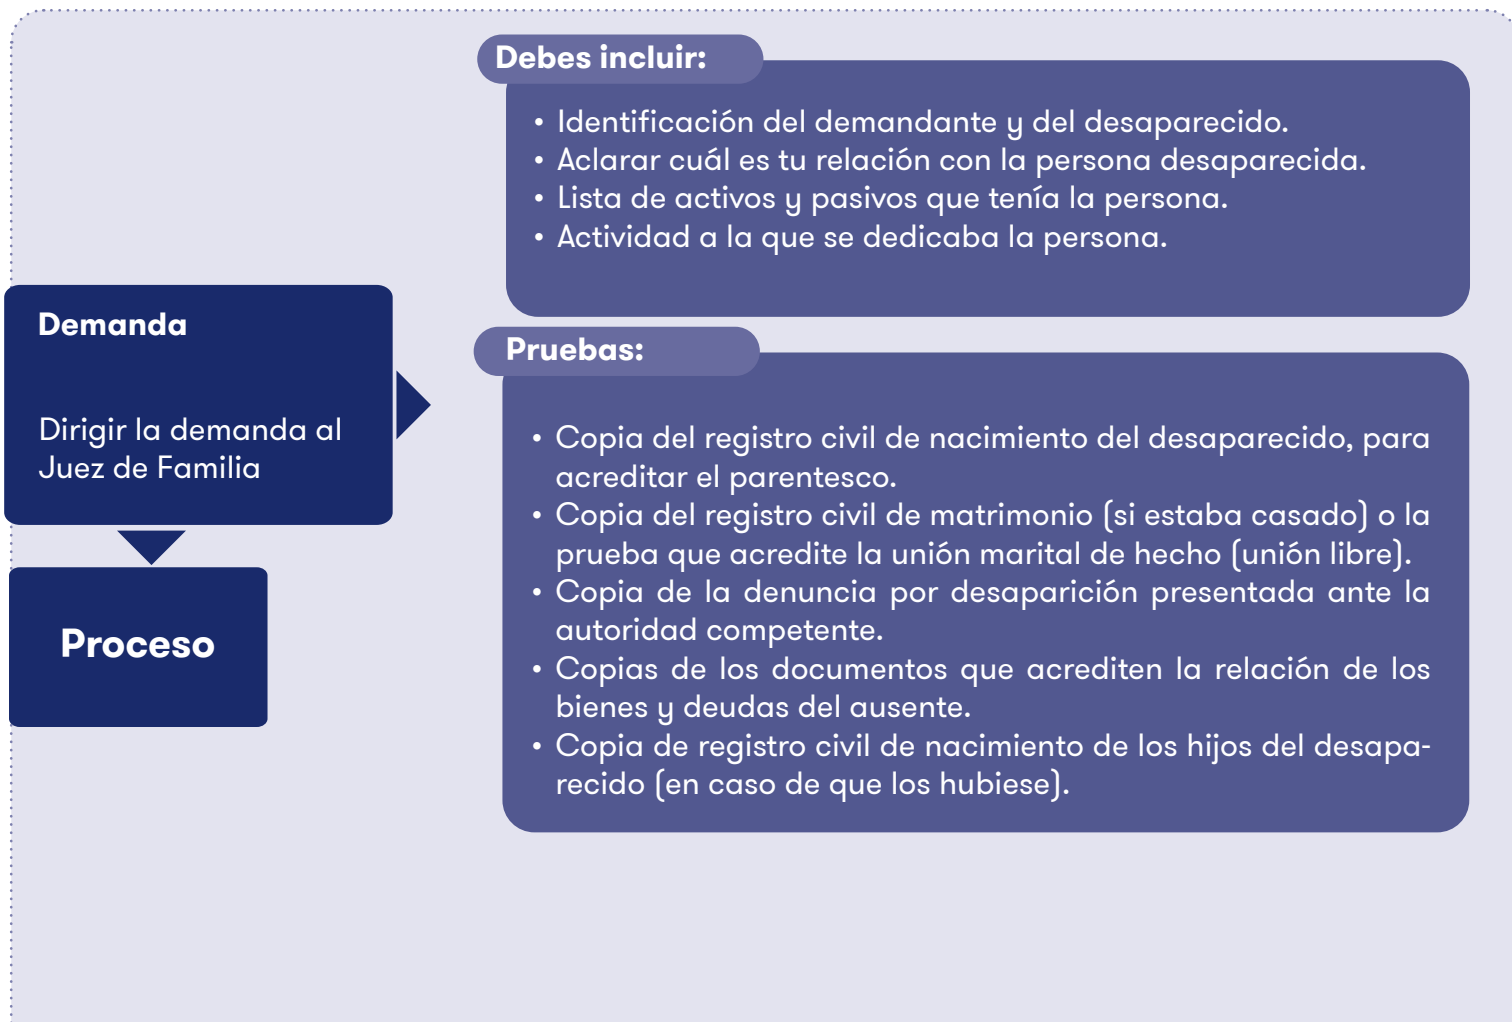 Debes incluir:
• Identificación del demandante y del desaparecido.
• Aclarar cuál es tu relación con la persona desaparecida.
• Lista de activos y pasivos que tenía la persona.
• Actividad a la que se dedicaba la persona.
Demanda
Dirigir la demanda al
Juez de Familia
Pruebas:
• Copia del registro civil de nacimiento del desaparecido, para
acreditar el parentesco.
• Copia del registro civil de matrimonio (si estaba casado) o la
prueba que acredite la unión marital de hecho (unión libre).
• Copia de la denuncia por desaparición presentada ante la
autoridad competente.
• Copias de los documentos que acrediten la relación de los
bienes y deudas del ausente.
• Copia de registro civil de nacimiento de los hijos del desapa-
recido (en caso de que los hubiese).
Proceso